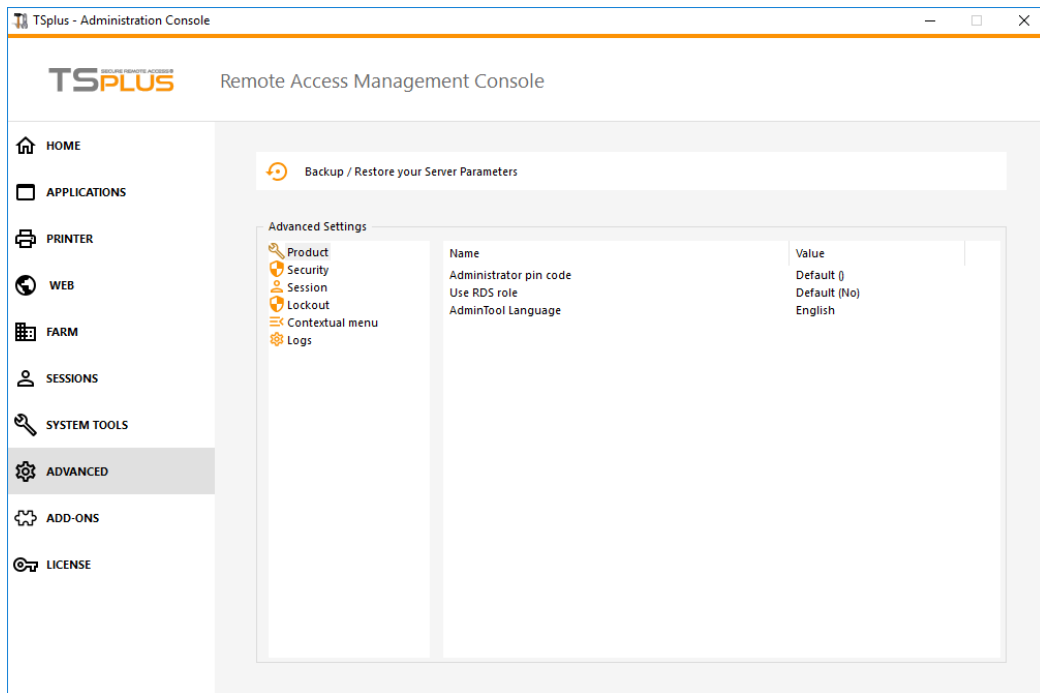 TSplus - Administration Console
TSPLUS
SECURE REMOTE ACCESS®
Remote Access Management Console
HOME
APPLICATIONS
PRINTER
WEB
FARM
SESSIONS
SYSTEM TOOLS
ADVANCED
ADD-ONS
LICENSE
Backup / Restore your Server Parameters
Advanced Settings
Product
Security
Session
Lockout
Contextual menu
Logs
Name Value
Administrator pin code Default ()
Use RDS role Default (No)
AdminTool Language English